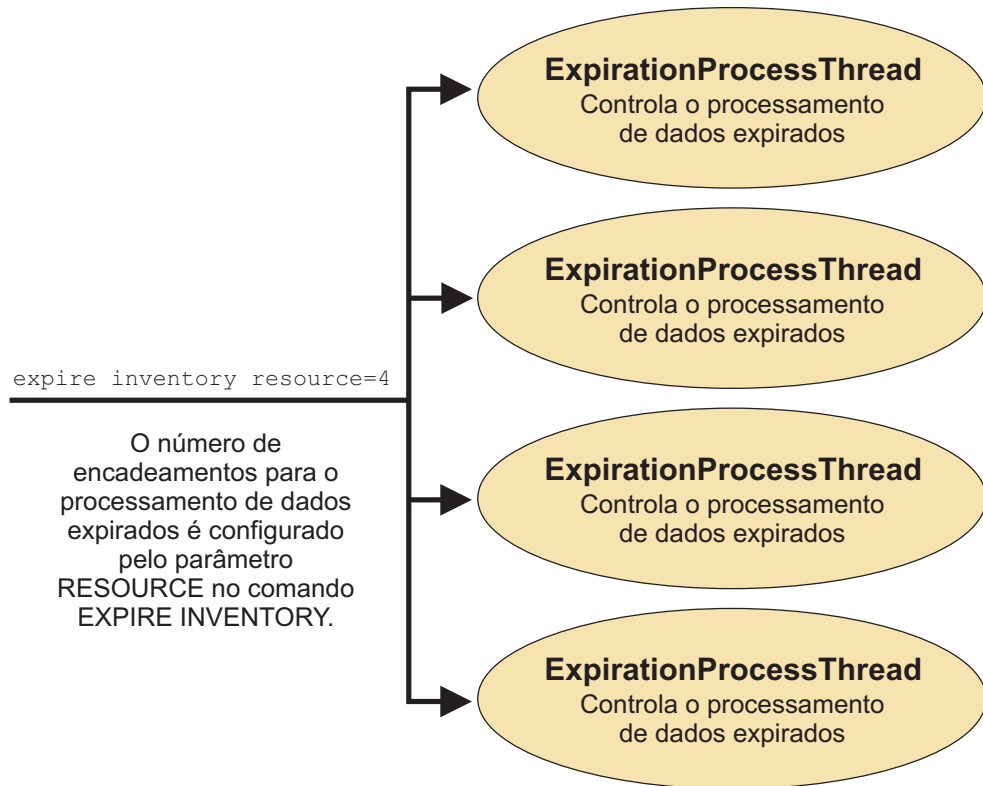 ExpirationProcessThread
Controla o processamento
de dados expirados
ExpirationProcessThread
Controla o processamento
de dados expirados
expire inventory resource=4
O número de
encadeamentos para o
processamento de dados
expirados é configurado
pelo parâmetro
RESOURCE no comando
EXPIRE INVENTORY.
ExpirationProcessThread
Controla o processamento
de dados expirados
ExpirationProcessThread
Controla o processamento
de dados expirados